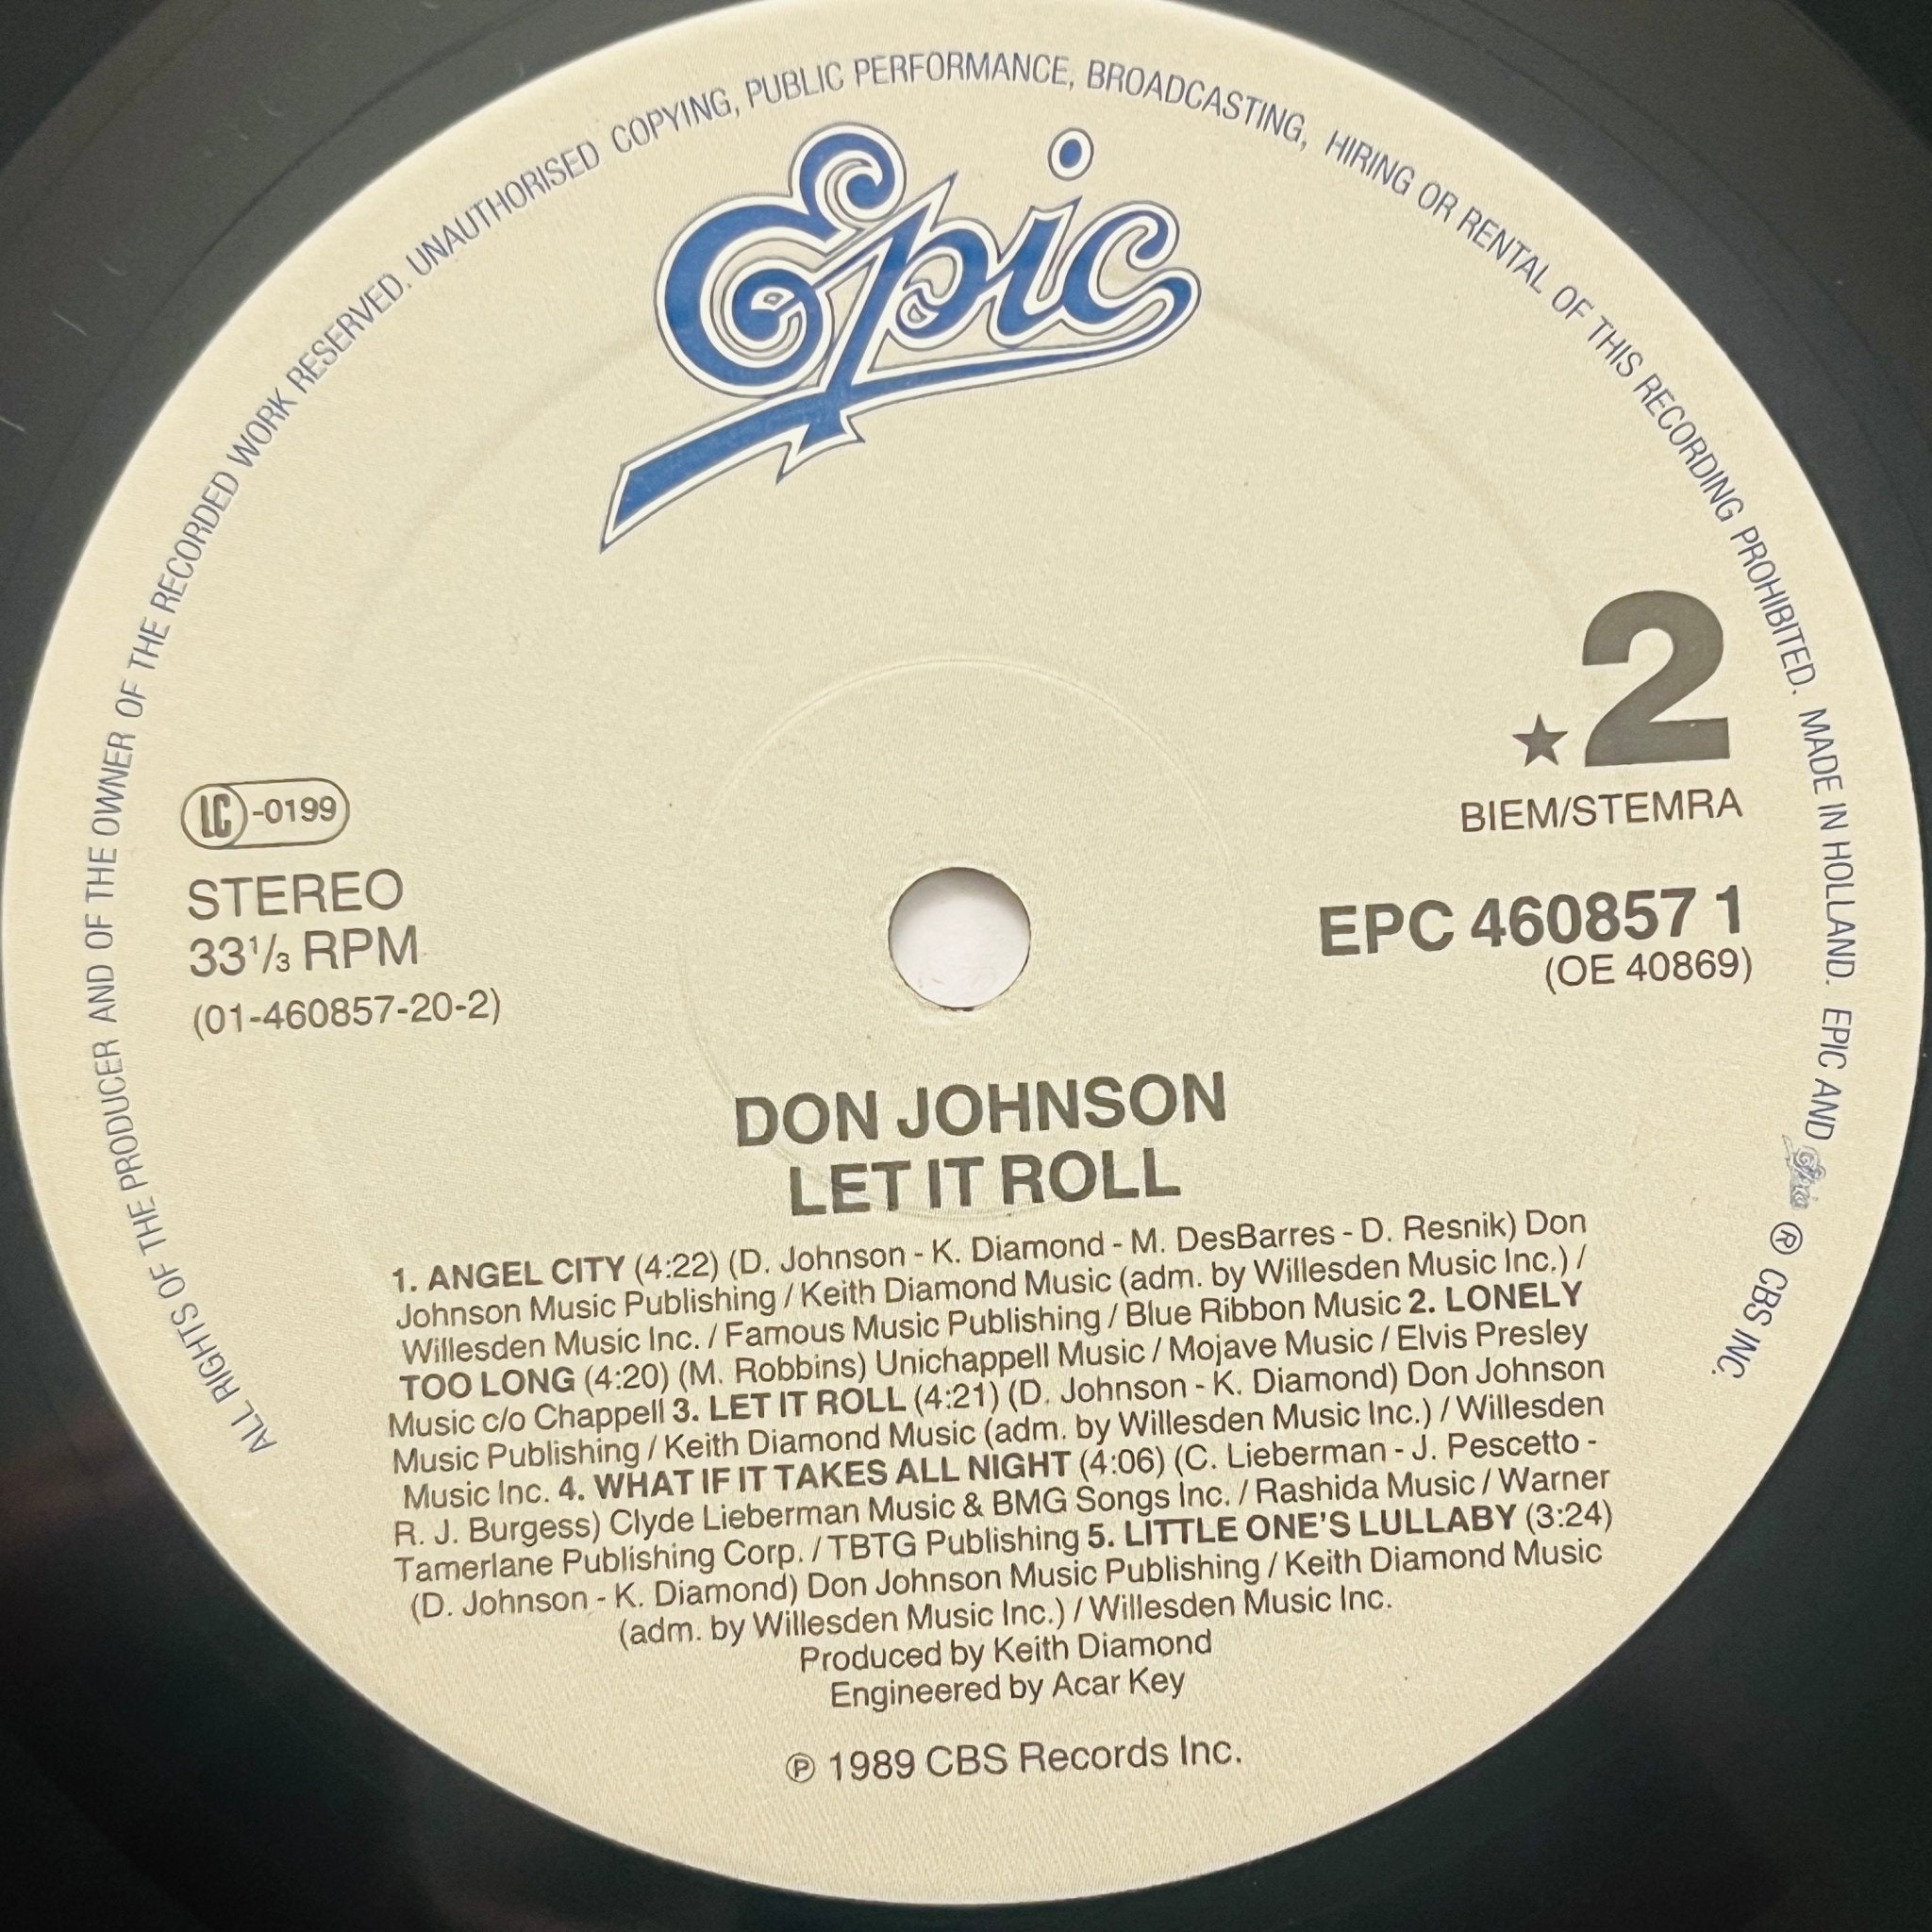 ALL RIGHTS OF THE PRODUCER AND OF THE OWNER OF THE RECORDED WORK RESERVED. UNAUTHORISED COPYING, PUBLIC PERFORMANCE, BROADCASTING, HIRING OR RENTAL OF THIS RECORDING PROHIBITED. MADE IN HOLLAND. EPIC AND Epic ® CBS INC.
Epic
★2
BIEM/STEMRA
LC-0199
STEREO
33 1/3 RPM
(01-460857-20-2)
EPC 460857 1
(OE 40869)
DON JOHNSON
LET IT ROLL
1. ANGEL CITY (4:22) (D. Johnson - K. Diamond - M. DesBarres - D. Resnik) Don
Johnson Music Publishing / Keith Diamond Music (adm. by Willesden Music Inc.) /
Willesden Music Inc. / Famous Music Publishing / Blue Ribbon Music 2. LONELY
TOO LONG (4:20) (M. Robbins) Unichappell Music / Mojave Music / Elvis Presley
Music c/o Chappell 3. LET IT ROLL (4:21) (D. Johnson - K. Diamond) Don Johnson
Music Publishing / Keith Diamond Music (adm. by Willesden Music Inc.) / Willesden
Music Inc. 4. WHAT IF IT TAKES ALL NIGHT (4:06) (C. Lieberman - J. Pescetto -
R. J. Burgess) Clyde Lieberman Music & BMG Songs Inc. / Rashida Music / Warner
Tamerlane Publishing Corp. / TBTG Publishing 5. LITTLE ONE'S LULLABY (3:24)
(D. Johnson - K. Diamond) Don Johnson Music Publishing / Keith Diamond Music
(adm. by Willesden Music Inc.) / Willesden Music Inc.
Produced by Keith Diamond
Engineered by Acar Key
℗ 1989 CBS Records Inc.